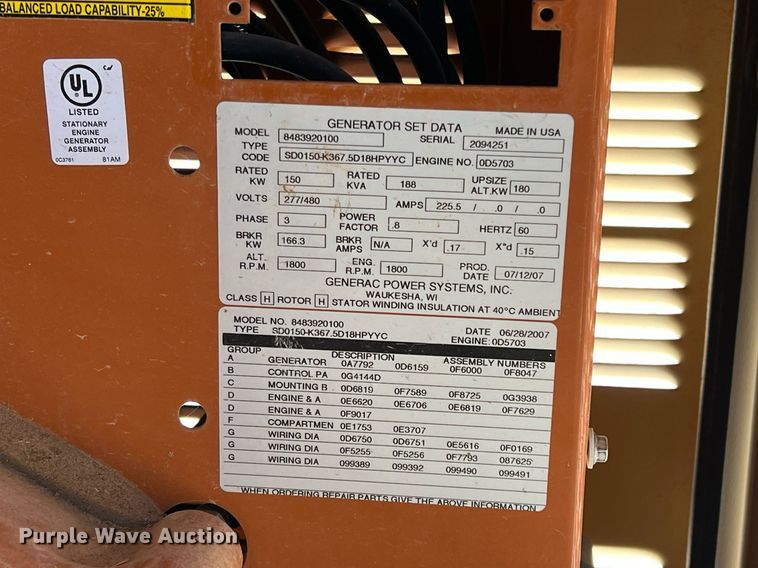 BALANCED LOAD CAPABILITY-25%
UL
LISTED
STATIONARY
ENGINE
GENERATOR
ASSEMBLY
0C3761 81AM
GENERATOR SET DATA MADE IN USA
MODEL 8483920100 SERIAL 2094251
TYPE CODE SD0150-K367.5D18HPYYC ENGINE NO. 0D5703
RATED KW 150 RATED KVA 188 UPSIZE ALT.KW 180
VOLTS 277/480 AMPS 225.5 / .0 / .0
PHASE 3 POWER FACTOR .8 HERTZ 60
BRKR KW 166.3 BRKR AMPS N/A X'd .17 X"d .15
ALT. R.P.M. 1800 ENG. R.P.M. 1800 PROD. DATE 07/12/07
GENERAC POWER SYSTEMS, INC.
WAUKESHA, WI
CLASS H ROTOR H STATOR WINDING INSULATION AT 40°C AMBIENT
MODEL NO. 8483920100 DATE 06/28/2007
TYPE SD0150-K367.5D18HPYYC ENGINE: 0D5703
GROUP DESCRIPTION ASSEMBLY NUMBERS
A GENERATOR 0A7792 0D6159 0F6000 0F8047
B CONTROL PA 0G4144D
C MOUNTING B 0D6819 0F7589 0F8725 0G3938
D ENGINE & A 0E6620 0E6706 0E6819 0F7629
D ENGINE & A 0F9017
F COMPARTMEN 0E1753 0E3707
G WIRING DIA 0D6750 0D6751 0E5616 0F0169
G WIRING DIA 0F5255 0F5256 0F7793 087625
G WIRING DIA 099389 099392 099490 099491
WHEN ORDERING REPAIR PARTS GIVE THE ABOVE INFORMATION
Purple Wave Auction